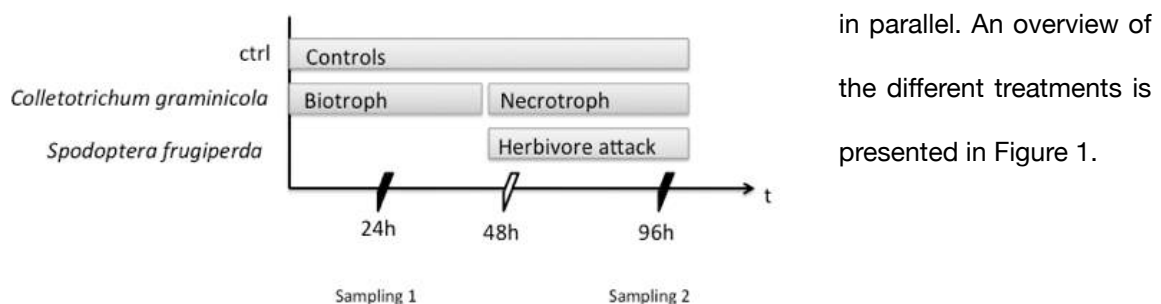 in parallel. An overview of
the different treatments is
presented in Figure 1.
ctrl
Controls
Colletotrichum graminicola
Biotroph
Necrotroph
Spodoptera frugiperda
Herbivore attack
t
24h
48h
96h
Sampling 1
Sampling 2